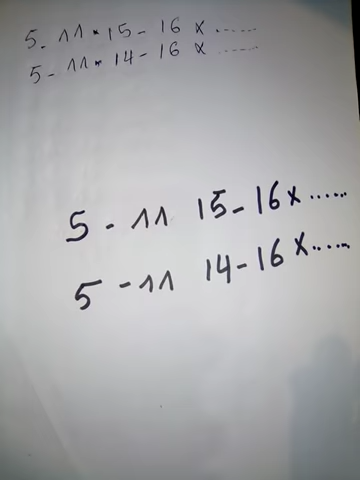 5 - 11 - 15 - 16 x ......
5 - 11 - 14 - 16 x ......
5 - 11 15 - 16 x ......
5 - 11 14 - 16 x ......